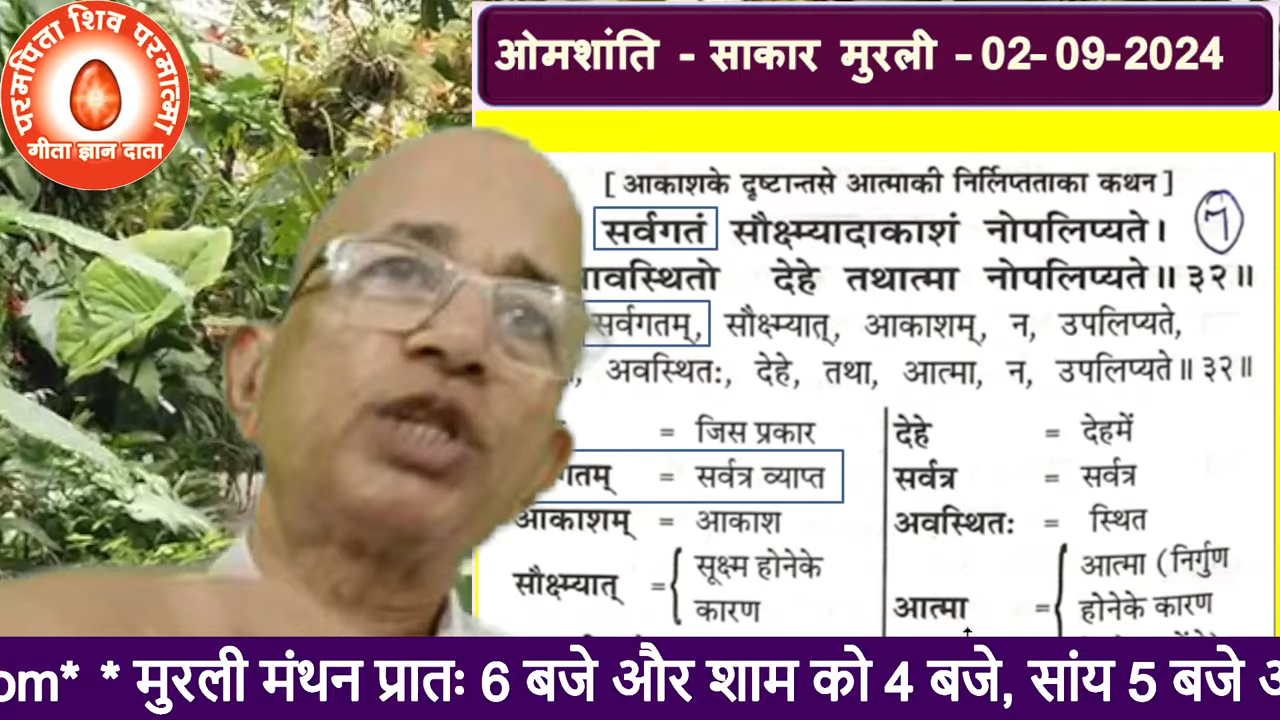 परमपिता शिव परमात्मा
गीता ज्ञान दाता
ओमशांति - साकार मुरली - 02- 09-2024
[ आकाशके दृष्टान्तसे आत्माकी निर्लिप्तताका कथन ]
सर्वगतं सौक्ष्म्यादाकाशं नोपलिप्यते।
देहे तथात्मा नोपलिप्यते॥ ३२॥
सर्वगतम्, सौक्ष्म्यात्, आकाशम्, न, उपलिप्यते,
अवस्थितः, देहे, तथा, आत्मा, न, उपलिप्यते॥ ३२॥
= जिस प्रकार
= सर्वत्र व्याप्त
आकाशम् = आकाश
सौक्ष्म्यात् = { सूक्ष्म होनेके
कारण
देहे = देहमें
सर्वत्र = सर्वत्र
अवस्थितः = स्थित
आत्मा = { आत्मा (निर्गुण
होनेके कारण
om* * मुरली मंथन प्रातः 6 बजे और शाम को 4 बजे, सांय 5 बजे